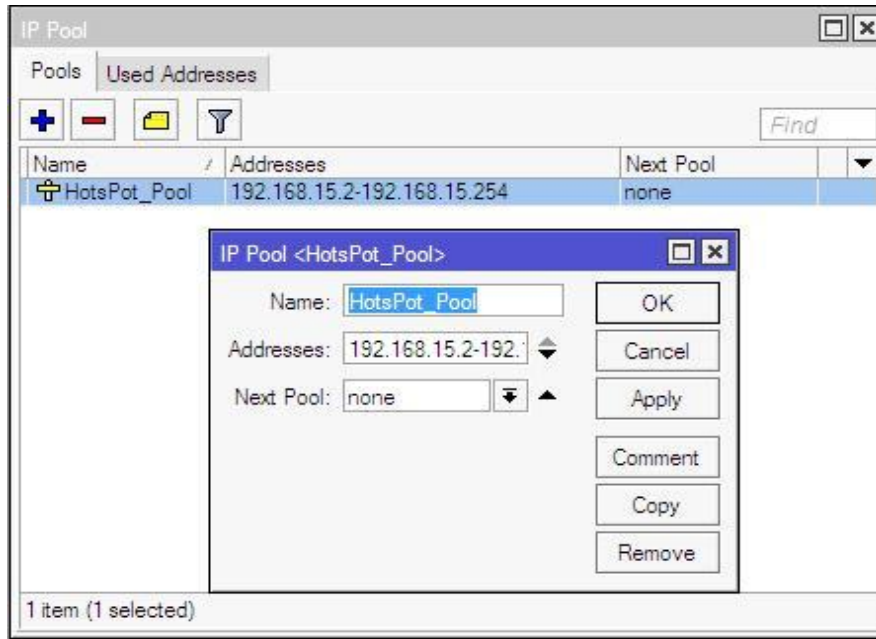 IP Pool
Pools Used Addresses
Find
Name Addresses Next Pool
HotsPot_Pool 192.168.15.2-192.168.15.254 none
IP Pool <HotsPot_Pool>
Name: HotsPot_Pool OK
Addresses: 192.168.15.2-192.1 Cancel
Next Pool: none Apply
Comment
Copy
Remove
1 item (1 selected)